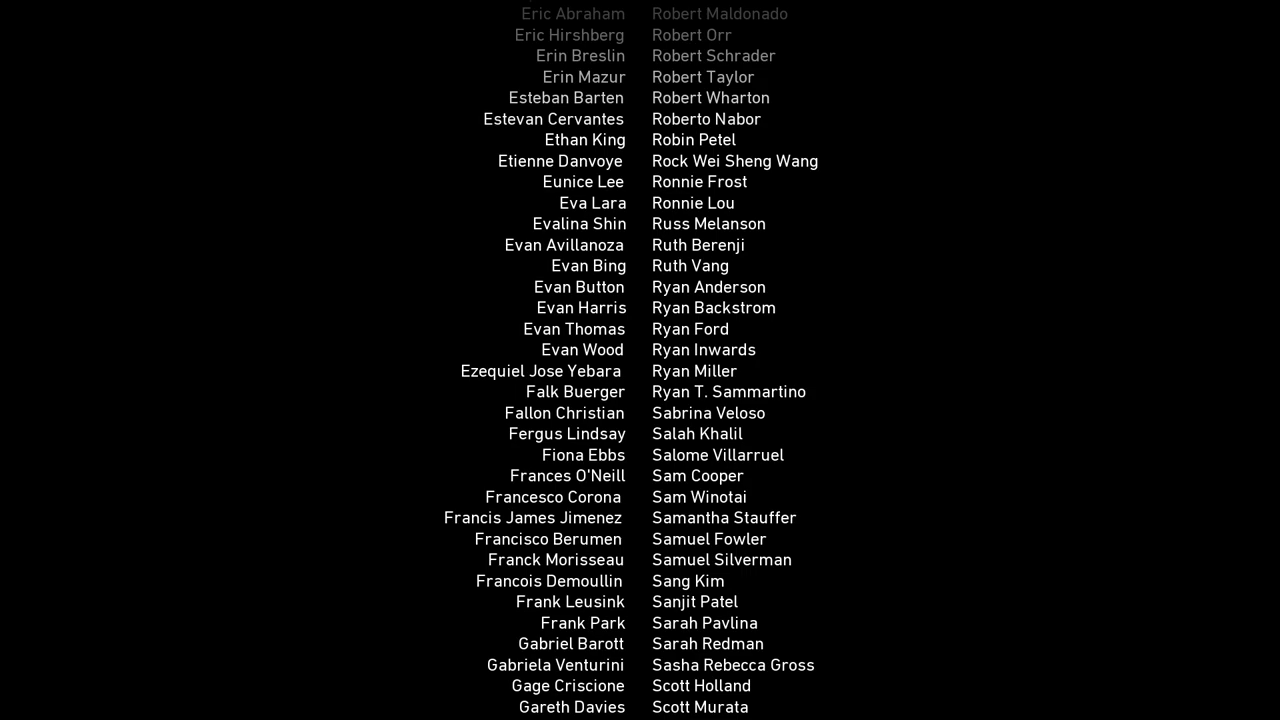 Eric Abraham Robert Maldonado
Eric Hirshberg Robert Orr
Erin Breslin Robert Schrader
Erin Mazur Robert Taylor
Esteban Barten Robert Wharton
Estevan Cervantes Roberto Nabor
Ethan King Robin Petel
Etienne Danvoye Rock Wei Sheng Wang
Eunice Lee Ronnie Frost
Eva Lara Ronnie Lou
Evalina Shin Russ Melanson
Evan Avillanoza Ruth Berenji
Evan Bing Ruth Vang
Evan Button Ryan Anderson
Evan Harris Ryan Backstrom
Evan Thomas Ryan Ford
Evan Wood Ryan Inwards
Ezequiel Jose Yebara Ryan Miller
Falk Buerger Ryan T. Sammartino
Fallon Christian Sabrina Veloso
Fergus Lindsay Salah Khalil
Fiona Ebbs Salome Villarruel
Frances O'Neill Sam Cooper
Francesco Corona Sam Winotai
Francis James Jimenez Samantha Stauffer
Francisco Berumen Samuel Fowler
Franck Morisseau Samuel Silverman
Francois Demoullin Sang Kim
Frank Leusink Sanjit Patel
Frank Park Sarah Pavlina
Gabriel Barott Sarah Redman
Gabriela Venturini Sasha Rebecca Gross
Gage Criscione Scott Holland
Gareth Davies Scott Murata